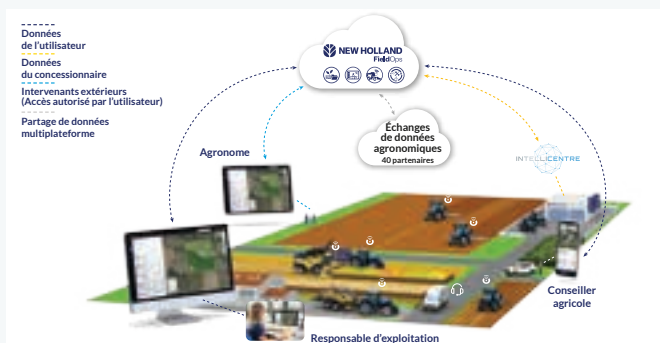 Données
de l'utilisateur
Données
du concessionnaire
Intervenants extérieurs
(Accès autorisé par l'utilisateur)
Partage de données
multiplateforme
NEW HOLLAND
FieldOps
Échanges
de données
agronomiques
40 partenaires
Agronome
INTELLICENTRE
Conseiller
agricole
Responsable d'exploitation